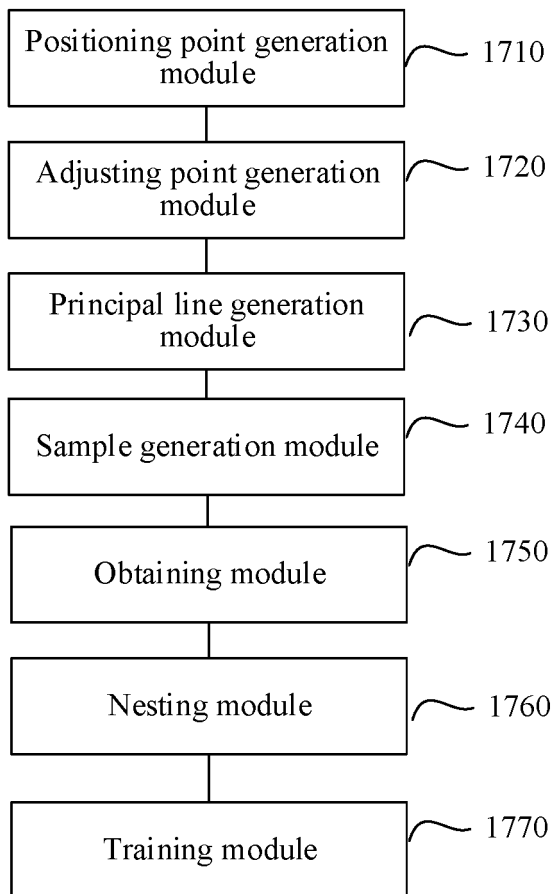 Positioning point generation
module
1710
Adjusting point generation
module
1720
Principal line generation
module
1730
Sample generation module
1740
Obtaining module
1750
Nesting module
1760
Training module
1770